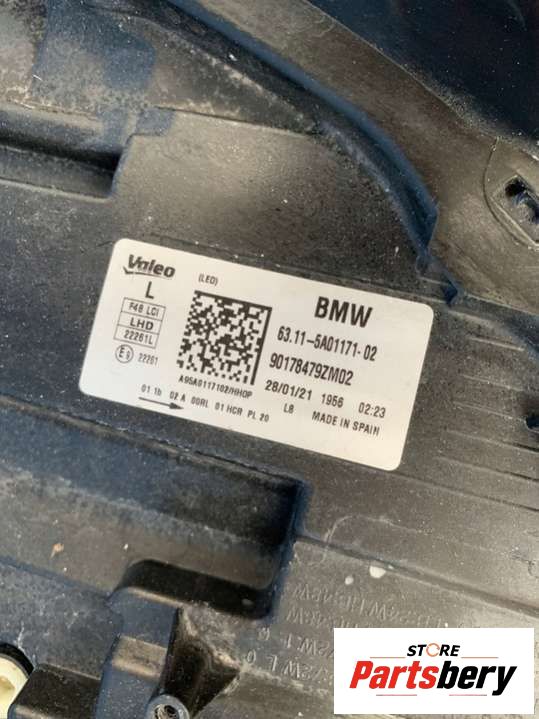 Valeo
(LED)
BMW
L
F48 LCI
LHD
22261L
E9 22261
63.11-5A01171-02
90178479ZM02
A95A0117102/HHOP
28/01/21 1956 02:23
01 1b 02 A 00RL 01 HCR PL 20
L8 MADE IN SPAIN
STORE
Partsbery